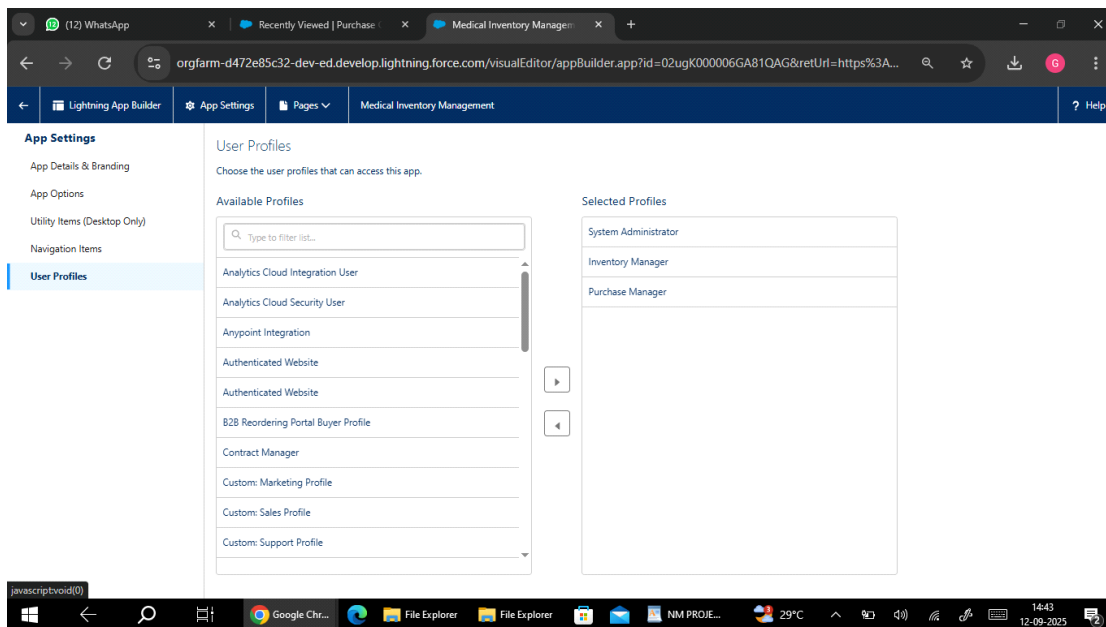 (12) WhatsApp
Recently Viewed | Purchase
Medical Inventory Managem
orgfarm-d472e85c32-dev-ed.develop.lightning.force.com/visualEditor/appBuilder.app?id=02ugK000006GA81QAG&retUrl=https%3A...
G
Lightning App Builder
App Settings
Pages
Medical Inventory Management
? Help
App Settings
App Details & Branding
App Options
Utility Items (Desktop Only)
Navigation Items
User Profiles
User Profiles
Choose the user profiles that can access this app.
Available Profiles
Type to filter list...
Analytics Cloud Integration User
Analytics Cloud Security User
Anypoint Integration
Authenticated Website
Authenticated Website
B2B Reordering Portal Buyer Profile
Contract Manager
Custom: Marketing Profile
Custom: Sales Profile
Custom: Support Profile
Selected Profiles
System Administrator
Inventory Manager
Purchase Manager
javascript:void(0)
Google Chr...
File Explorer
File Explorer
NM PROJE...
29°C
14:43
12-09-2025
2